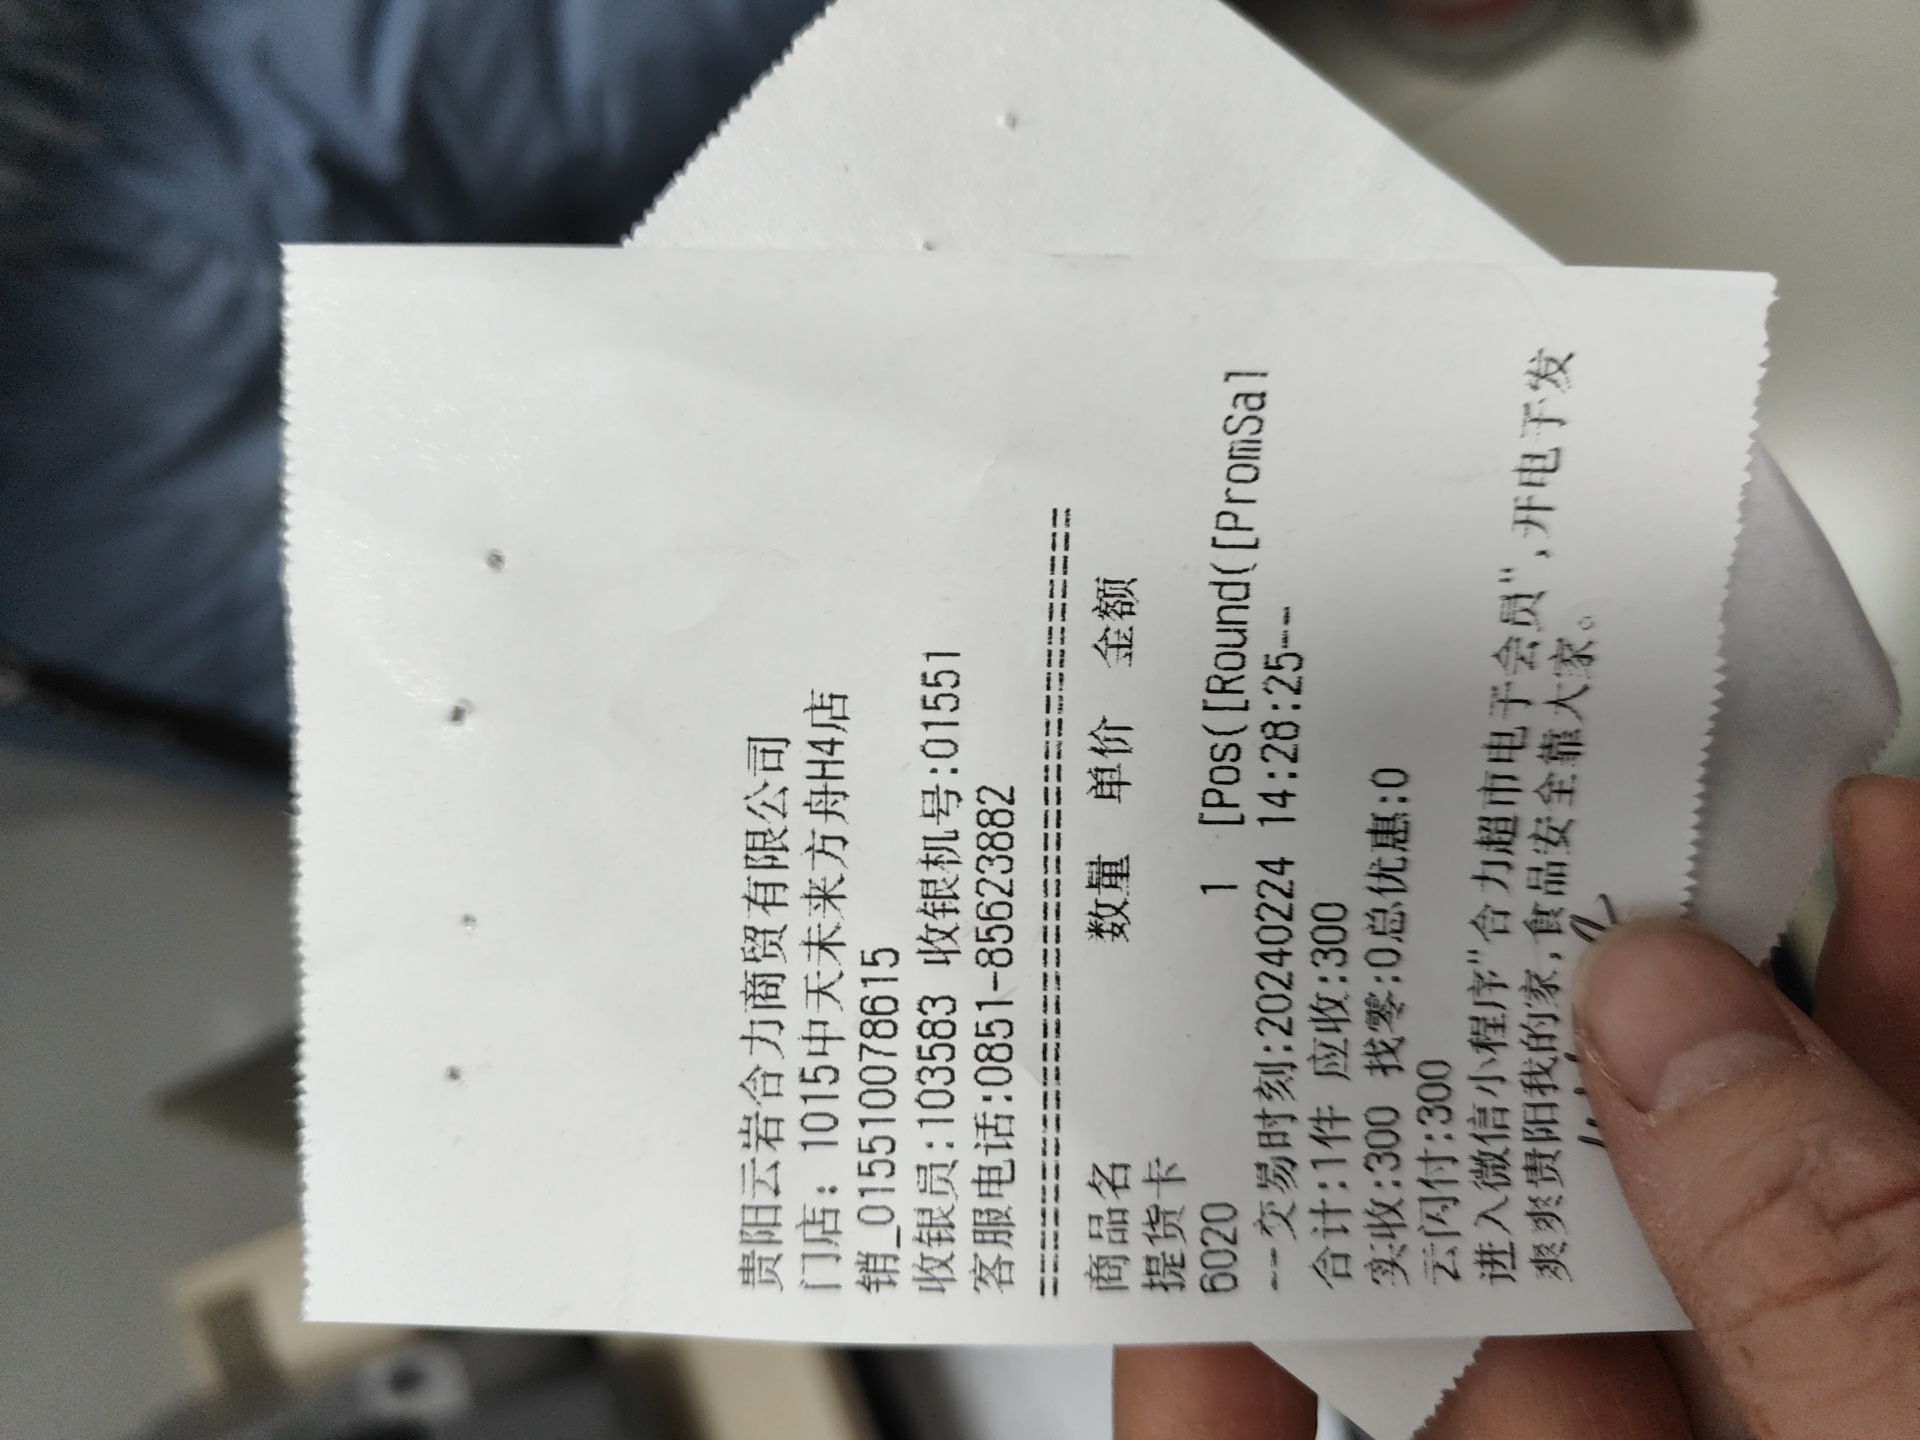 贵阳云岩合力商贸有限公司
门店: 1015中天未来方舟H4店
销_01551007​8615
收银员:103583 收银机号:01551
客服电话:0851-85623882
==========================================
商品名 数量 单价 金额
提货卡
6020 1 [Pos([Round([PromSal
--交易时刻:20240224 14:28:25--
合计:1件 应收:300
实收:300 找零:0总优惠:0
云闪付:300
进入微信小程序"合力超市电子会员",开电子发
爽爽贵阳我的家,食品安全靠大家。